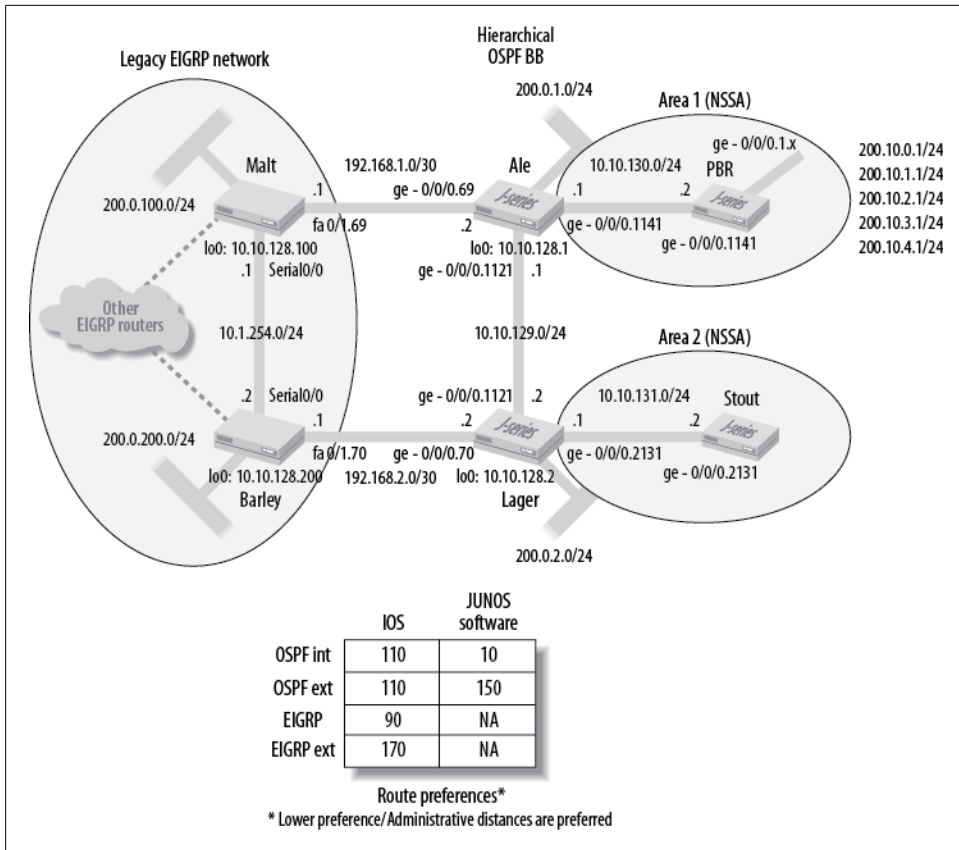 Hierarchical
OSPF BB
Legacy EIGRP network
200.0.1.0/24
Area 1 (NSSA)
ge - 0/0/0.1.x
200.10.0.1/24
200.10.1.1/24
200.10.2.1/24
200.10.3.1/24
200.10.4.1/24
Malt
192.168.1.0/30
Ale
10.10.130.0/24
PBR
.1
ge - 0/0/0.69
J-series
.1
.2
J-series
200.0.100.0/24
fa 0/1.69
.2
ge - 0/0/0.1141
lo0: 10.10.128.100
lo0: 10.10.128.1
ge - 0/0/0.1141
.1
Serial0/0
ge - 0/0/0.1121
.1
Other
EIGRP routers
10.1.254.0/24
10.10.129.0/24
Area 2 (NSSA)
.2
Serial0/0
ge - 0/0/0.1121
.2
10.10.131.0/24
Stout
200.0.200.0/24
.1
.2
J-series
.1
.2
J-series
fa 0/1.70
ge - 0/0/0.70
ge - 0/0/0.2131
lo0: 10.10.128.200
192.168.2.0/30
lo0: 10.10.128.2
ge - 0/0/0.2131
Barley
Lager
200.0.2.0/24
IOS
JUNOS
software
OSPF int 110 10
OSPF ext 110 150
EIGRP 90 NA
EIGRP ext 170 NA
Route preferences*
* Lower preference/Administrative distances are preferred